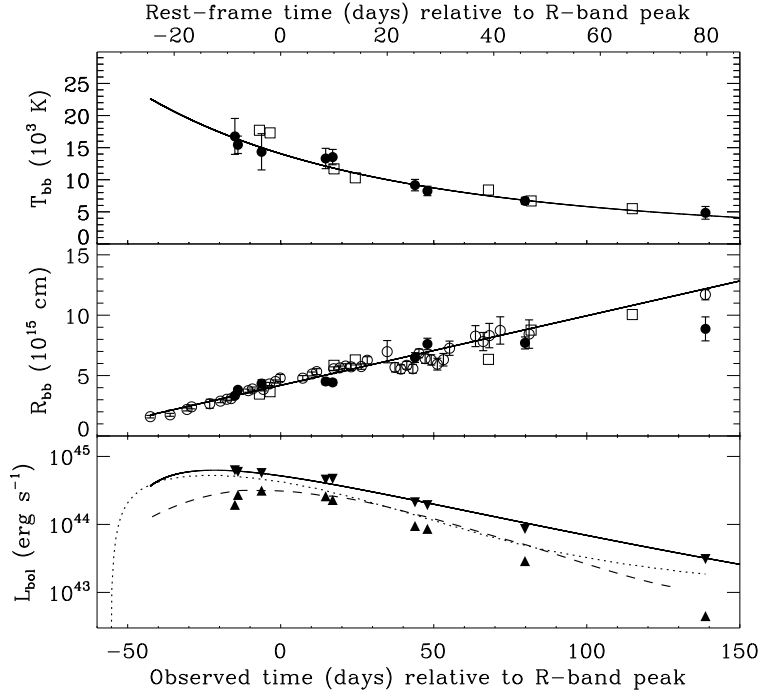 Rest−frame time (days) relative to R−band peak
−20 0 20 40 60 80
T_bb (10^3 K)
25
20
15
10
5
0
R_bb (10^15 cm)
15
10
5
0
L_bol (erg s^−1)
10^45
10^44
10^43
−50 0 50 100 150
Observed time (days) relative to R−band peak